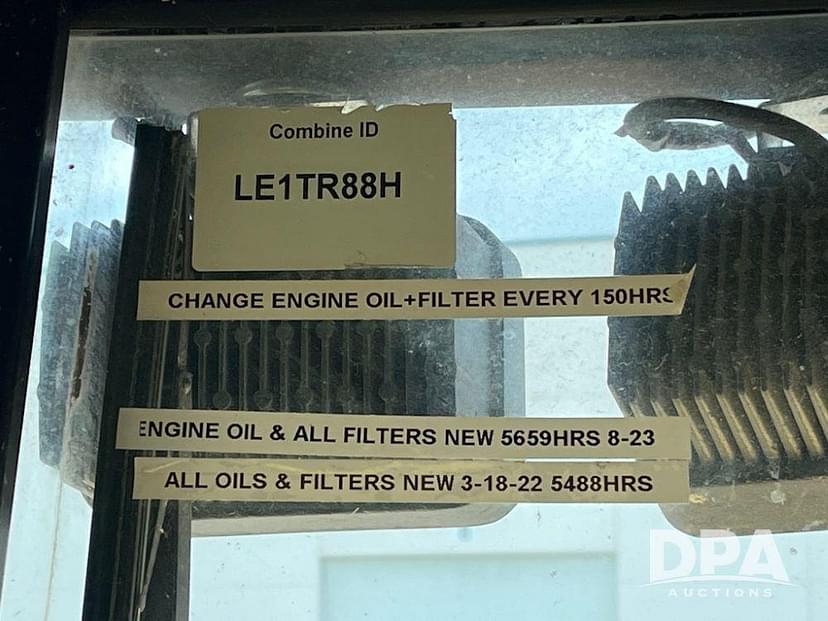 Combine ID
LE1TR88H
CHANGE ENGINE OIL+FILTER EVERY 150HRS
ENGINE OIL & ALL FILTERS NEW 5659HRS 8-23
ALL OILS & FILTERS NEW 3-18-22 5488HRS
DPA
AUCTIONS